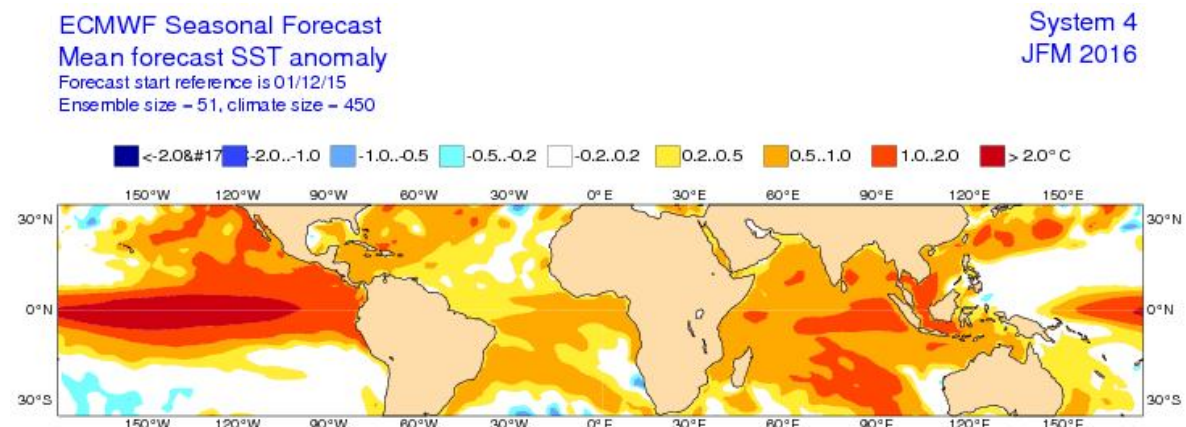 ECMWF Seasonal Forecast
Mean forecast SST anomaly
Forecast start reference is 01/12/15
Ensemble size = 51, climate size = 450
System 4
JFM 2016
<-2.0&#17 -2.0..-1.0 -1.0..-0.5 -0.5..-0.2 -0.2..0.2 0.2..0.5 0.5..1.0 1.0..2.0 > 2.0° C
150°W 120°W 90°W 60°W 30°W 0°E 30°E 60°E 90°E 120°E 150°E
30°N 30°N
0°N 0°N
30°S 30°S
150°W 120°W 90°W 60°W 30°W 0°E 30°E 60°E 90°E 120°E 150°E